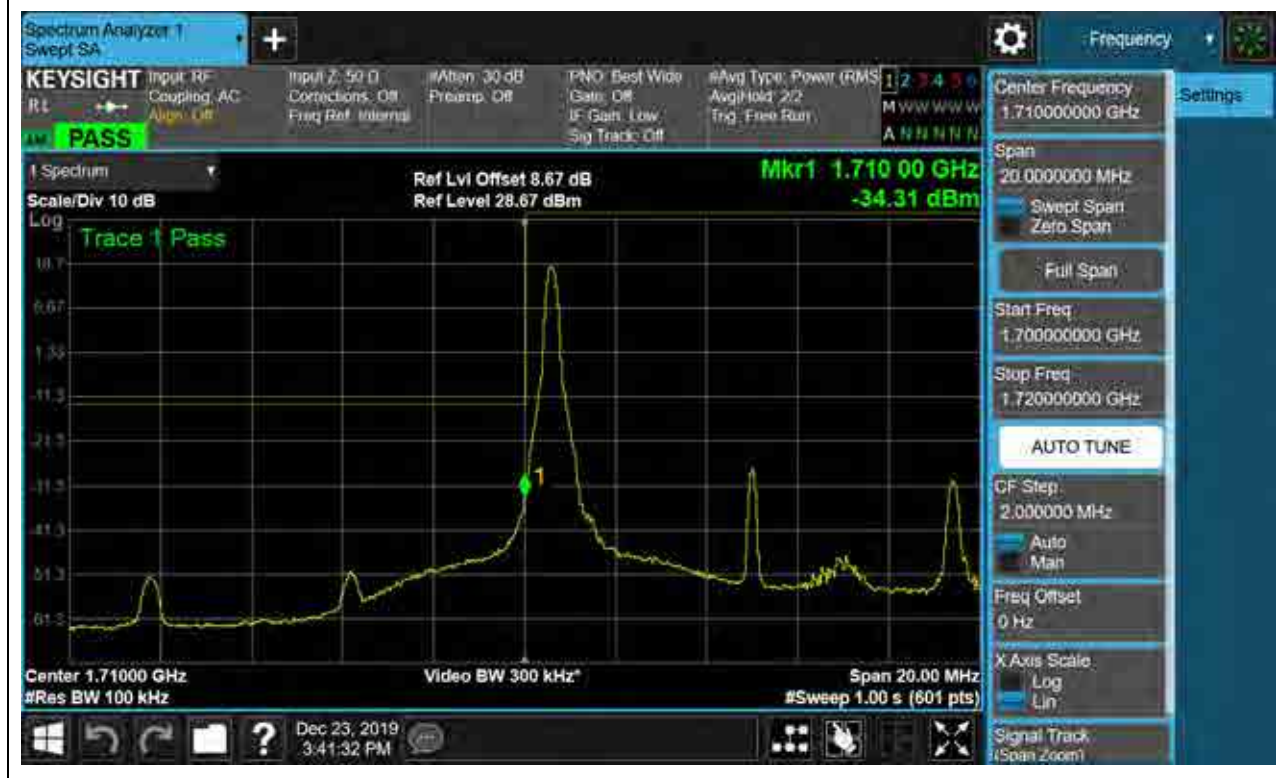 Spectrum Analyzer 1
Swept SA
+
Frequency
KEYSIGHT
Input: RF
Coupling: AC
Align: Off
Input Z: 50 Ω
Corrections: Off
Freq Ref: Internal
#Atten: 30 dB
Preamp: Off
PNO: Best Wide
Gate: Off
IF Gain: Low
Sig Track: Off
#Avg Type: Power (RMS
Avg|Hold: 2/2
Trig: Free Run
1 2 3 4 5 6
M W W W W W
A N N N N N
R L
PASS
Center Frequency
1.710000000 GHz
Settings
Span
20.0000000 MHz
Swept Span
Zero Span
Full Span
Start Freq
1.700000000 GHz
Stop Freq
1.720000000 GHz
AUTO TUNE
CF Step
2.000000 MHz
Auto
Man
Freq Offset
0 Hz
X Axis Scale
Log
Lin
Signal Track
(Span Zoom)
1 Spectrum
Scale/Div 10 dB
Ref Lvl Offset 8.67 dB
Ref Level 28.67 dBm
Mkr1 1.710 00 GHz
-34.31 dBm
Log
Trace 1 Pass
18.7
8.67
-1.33
-11.3
-21.3
-41.3
-51.3
-61.3
1
Center 1.71000 GHz
#Res BW 100 kHz
Video BW 300 kHz*
Span 20.00 MHz
#Sweep 1.00 s (601 pts)
?
Dec 23, 2019
3:41:32 PM